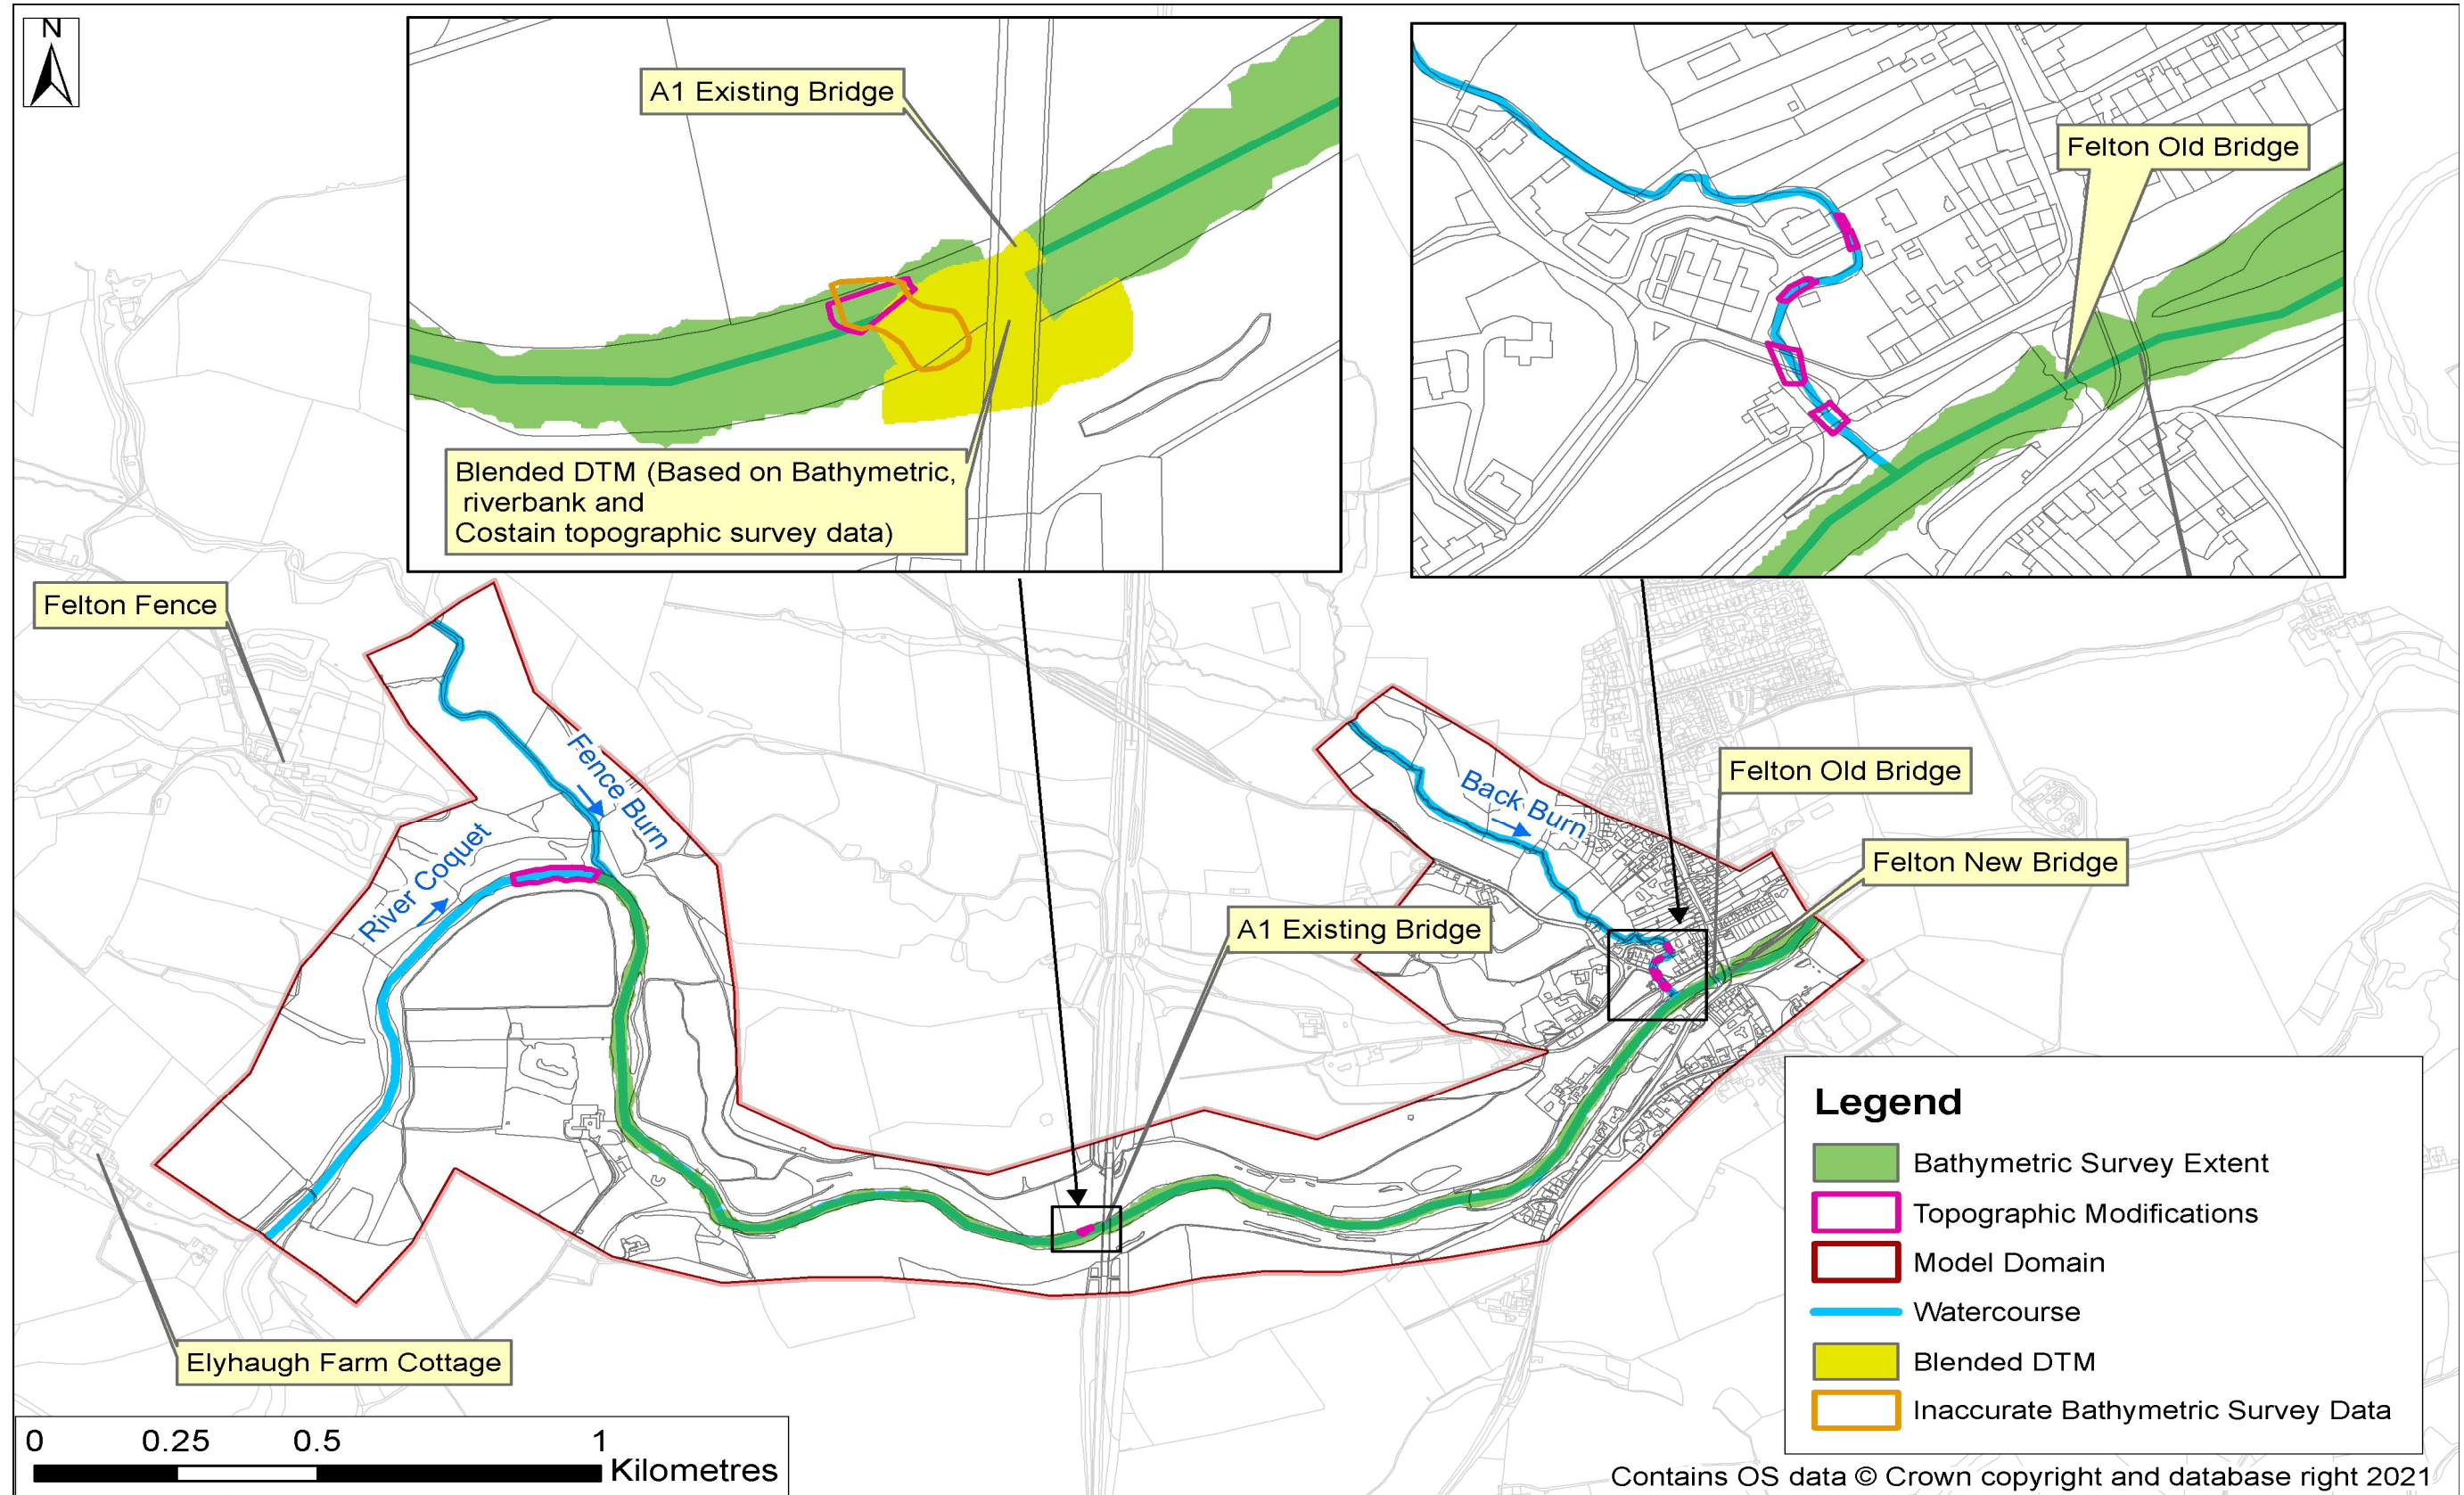 N
A1 Existing Bridge
Felton Old Bridge
Blended DTM (Based on Bathymetric,
riverbank and
Costain topographic survey data)
Felton Fence
Fence Burn
River Coquet
Back Burn
Felton Old Bridge
Felton New Bridge
A1 Existing Bridge
Elyhaugh Farm Cottage
Legend
Bathymetric Survey Extent
Topographic Modifications
Model Domain
Watercourse
Blended DTM
Inaccurate Bathymetric Survey Data
0 0.25 0.5 1
Kilometres
Contains OS data © Crown copyright and database right 2021